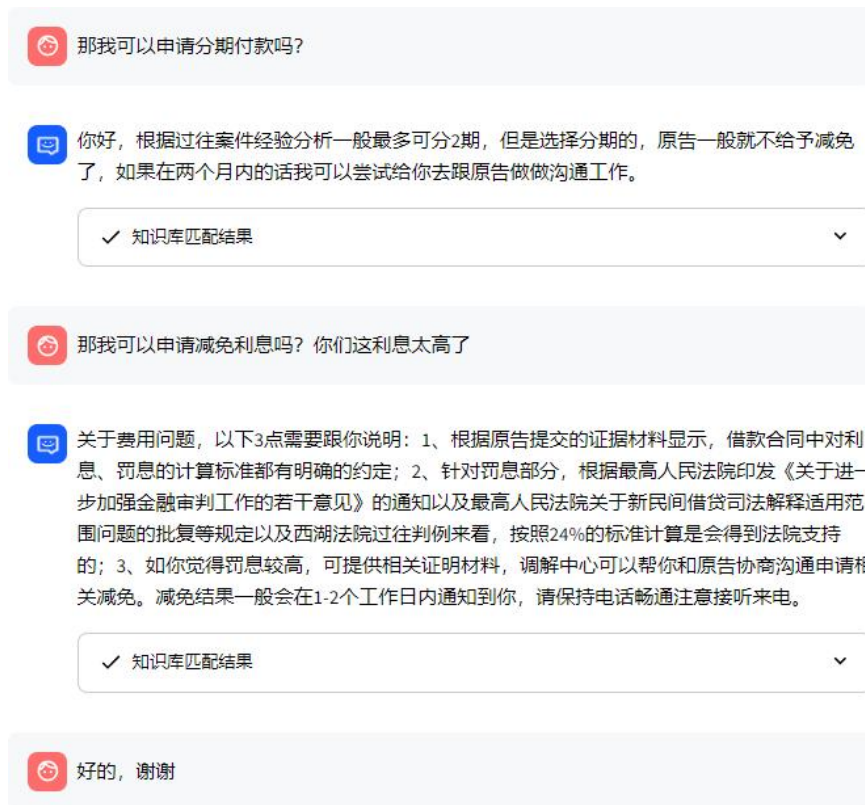 那我可以申请分期付款吗？
你好，根据过往案件经验分析一般最多可分2期，但是选择分期的，原告一般就不给予减免
了，如果在两个月内的话我可以尝试给你去跟原告做做沟通工作。
知识库匹配结果
那我可以申请减免利息吗？你们这利息太高了
关于费用问题，以下3点需要跟你说明：1、根据原告提交的证据材料显示，借款合同中对利
息、罚息的计算标准都有明确的约定；2、针对罚息部分，根据最高人民法院印发《关于进一
步加强金融审判工作的若干意见》的通知以及最高人民法院关于新民间借贷司法解释适用范
围问题的批复等规定以及西湖法院过往判例来看，按照24%的标准计算是会得到法院支持
的；3、如你觉得罚息较高，可提供相关证明材料，调解中心可以帮你和原告协商沟通申请相
关减免。减免结果一般会在1-2个工作日内通知到你，请保持电话畅通注意接听来电。
知识库匹配结果
好的，谢谢